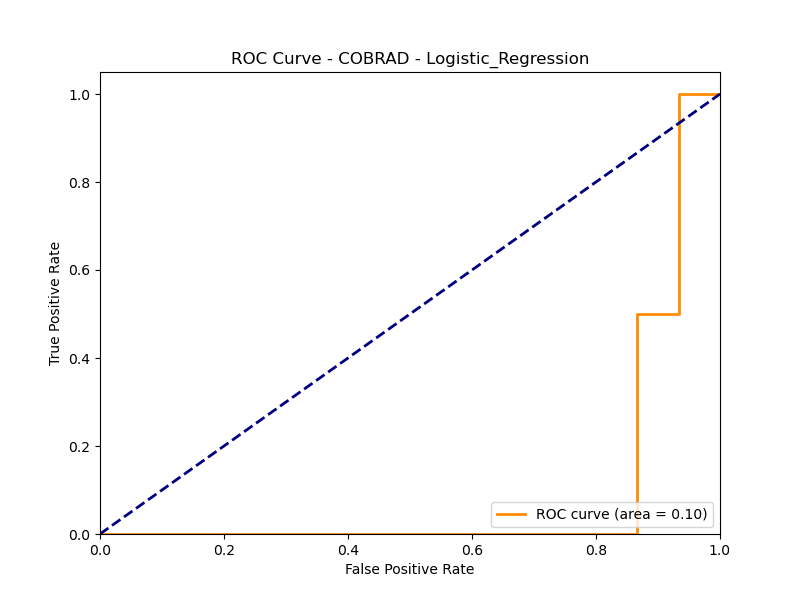 ROC Curve - COBRAD - Logistic_Regression
True Positive Rate
1.0
0.8
0.6
0.4
0.2
0.0
0.0 0.2 0.4 0.6 0.8 1.0
False Positive Rate
ROC curve (area = 0.10)